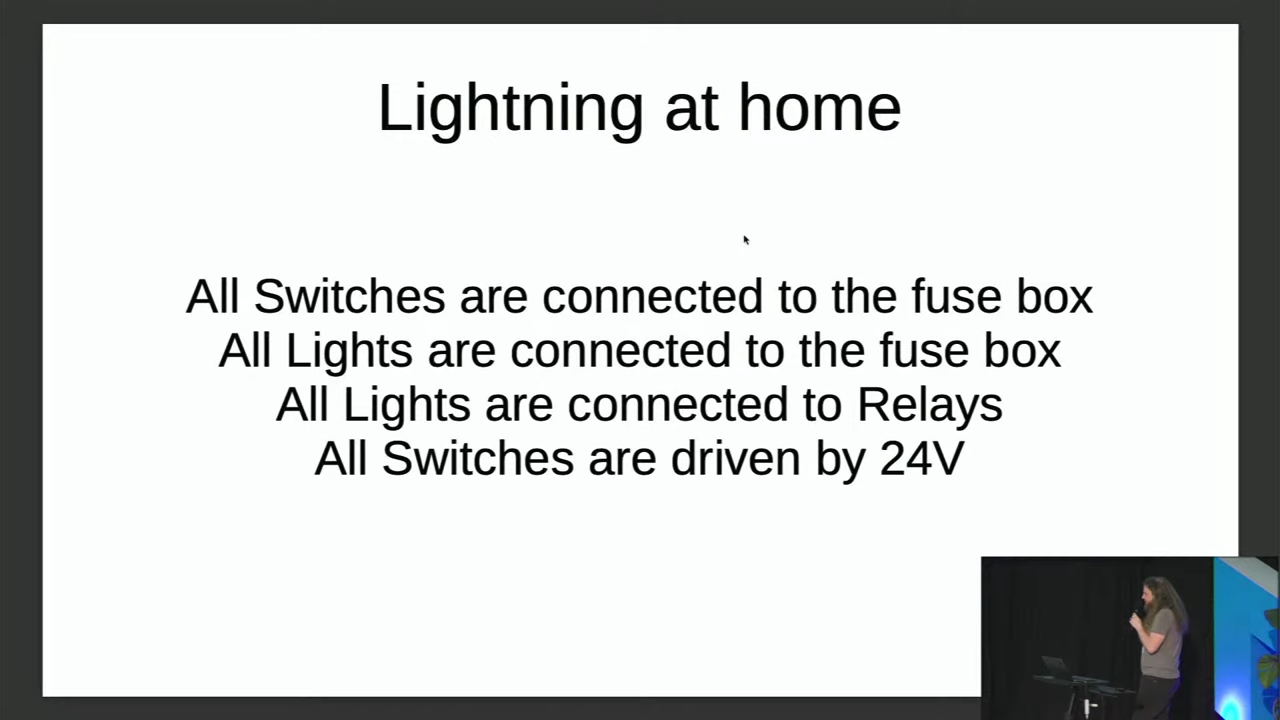 Lightning at home
All Switches are connected to the fuse box
All Lights are connected to the fuse box
All Lights are connected to Relays
All Switches are driven by 24V